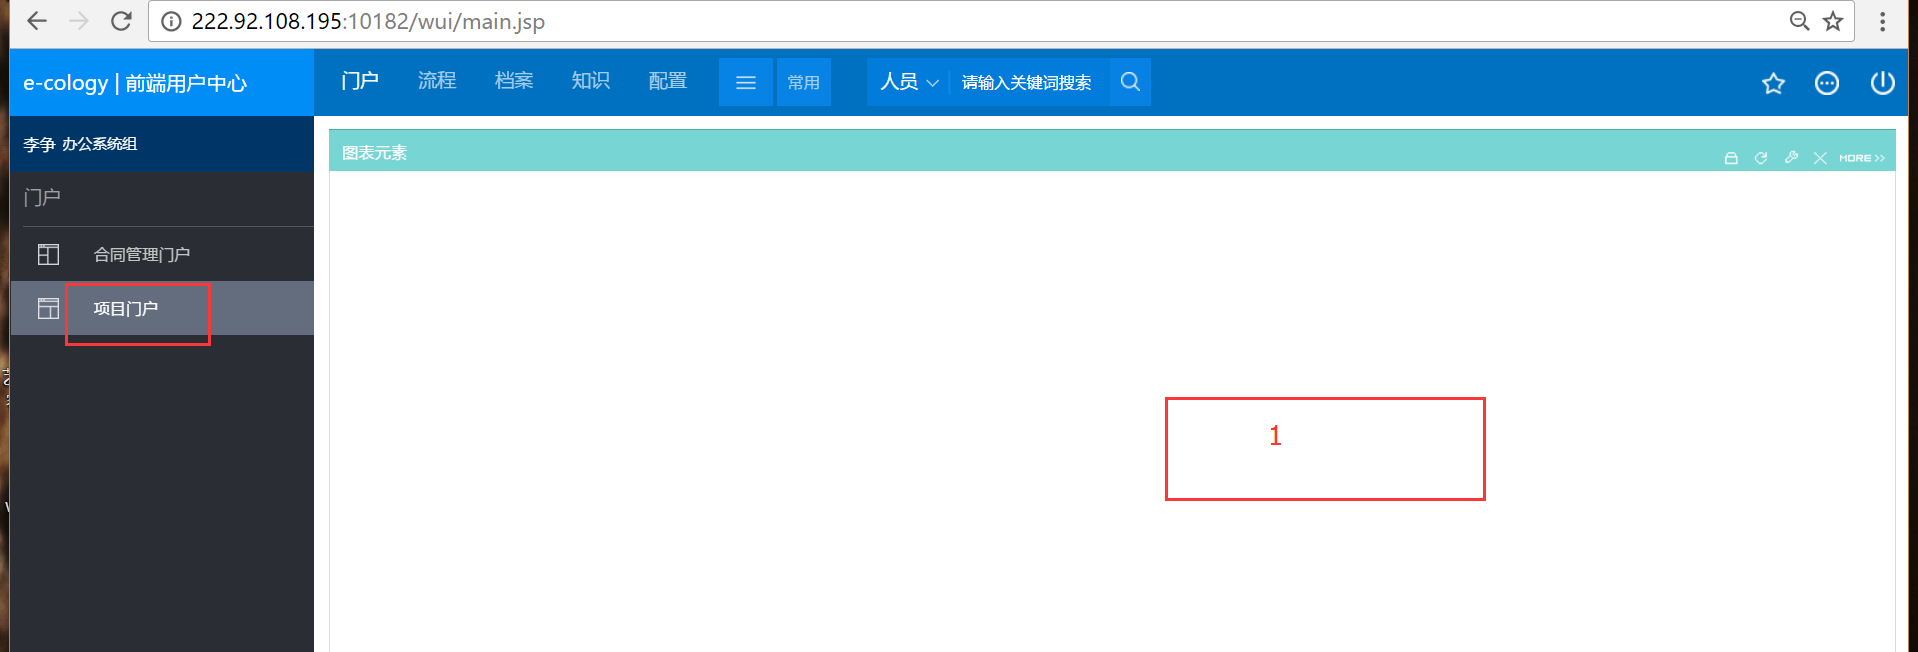 222.92.108.195:10182/wui/main.jsp
e-cology | 前端用户中心
门户 流程 档案 知识 配置 常用 人员 请输入关键词搜索
李争 办公系统组
图表元素
MORE
门户
合同管理门户
项目门户
1